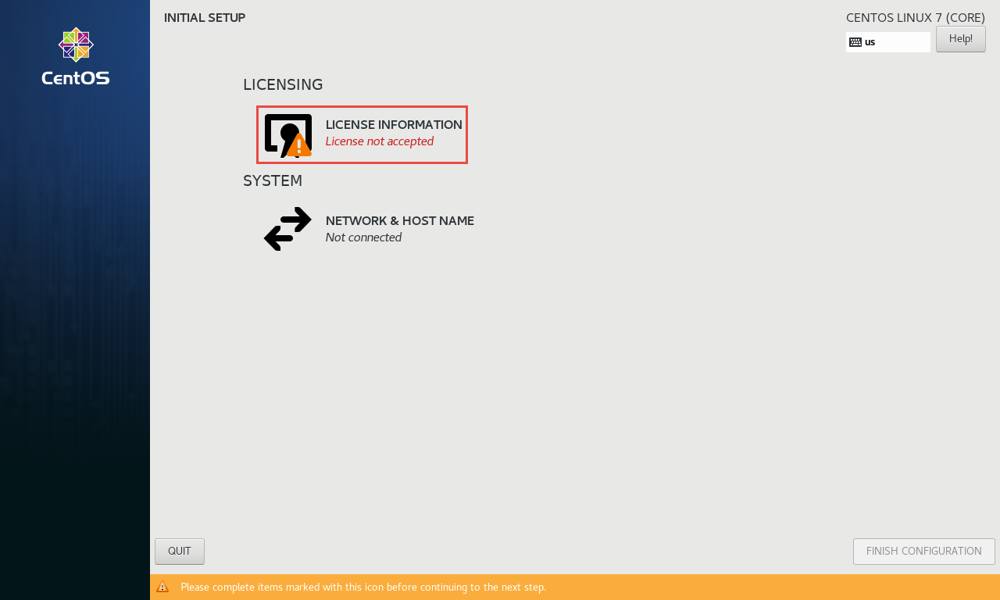 CentOS
INITIAL SETUP
CENTOS LINUX 7 (CORE)
us
Help!
LICENSING
LICENSE INFORMATION
License not accepted
SYSTEM
NETWORK & HOST NAME
Not connected
QUIT
FINISH CONFIGURATION
Please complete items marked with this icon before continuing to the next step.